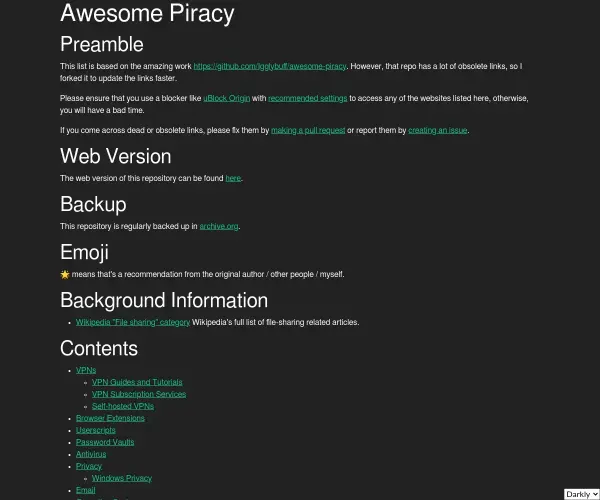 Awesome Piracy
Preamble
This list is based on the amazing work https://github.com/Igglybuff/awesome-piracy. However, that repo has a lot of obsolete links, so I
forked it to update the links faster.
Please ensure that you use a blocker like uBlock Origin with recommended settings to access any of the websites listed here, otherwise,
you will have a bad time.
If you come across dead or obsolete links, please fix them by making a pull request or report them by creating an issue.
Web Version
The web version of this repository can be found here.
Backup
This repository is regularly backed up in archive.org.
Emoji
🌟 means that's a recommendation from the original author / other people / myself.
Background Information
Wikipedia "File sharing" category Wikipedia's full list of file-sharing related articles.
Contents
VPNs
VPN Guides and Tutorials
VPN Subscription Services
Self-hosted VPNs
Browser Extensions
Userscripts
Password Vaults
Antivirus
Privacy
Windows Privacy
Email
Darkly